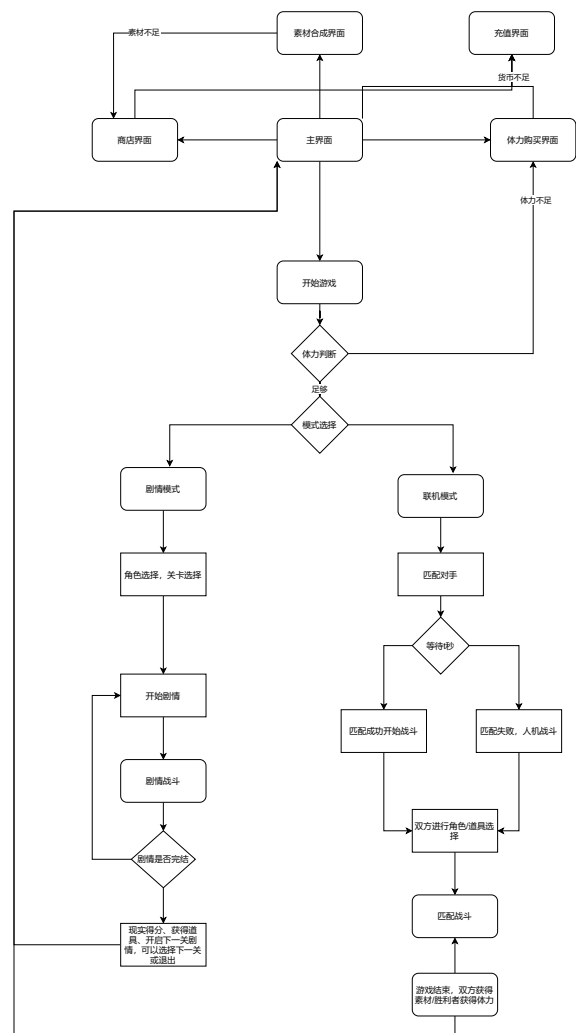 素材不足
素材合成界面
充值界面
货币不足
商店界面
主界面
体力购买界面
体力不足
开始游戏
体力判断
足够
模式选择
剧情模式
联机模式
角色选择，关卡选择
匹配对手
等待t秒
开始剧情
匹配成功开始战斗
匹配失败，人机战斗
剧情战斗
双方进行角色/道具选
择
剧情是否完结
匹配战斗
现实得分、获得道
具、开启下一关剧
情，可以选择下一关
或退出
游戏结束，双方获得
素材/胜利者获得体力